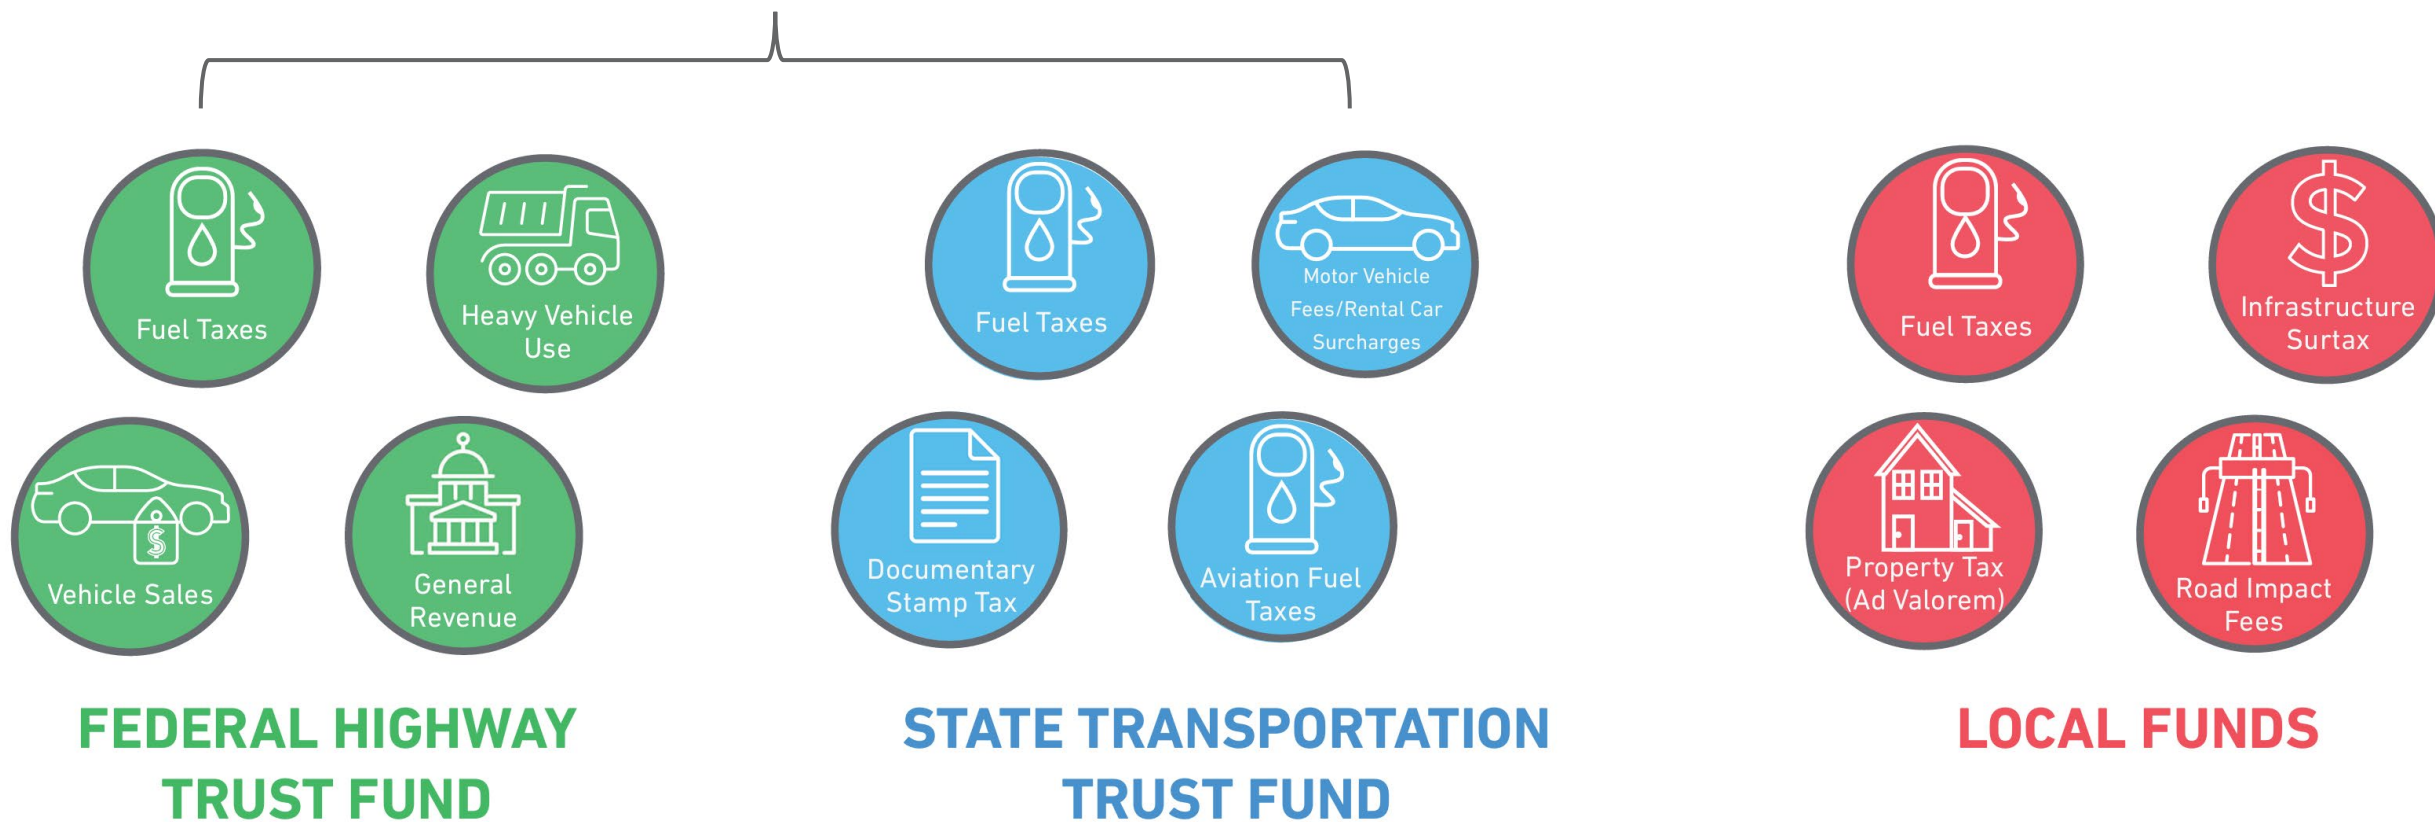 Fuel Taxes
Heavy Vehicle
Use
Vehicle Sales
$
General
Revenue
FEDERAL HIGHWAY
TRUST FUND
Fuel Taxes
Motor Vehicle
Fees/Rental Car
Surcharges
Documentary
Stamp Tax
Aviation Fuel
Taxes
STATE TRANSPORTATION
TRUST FUND
Fuel Taxes
$
Infrastructure
Surtax
Property Tax
(Ad Valorem)
Road Impact
Fees
LOCAL FUNDS